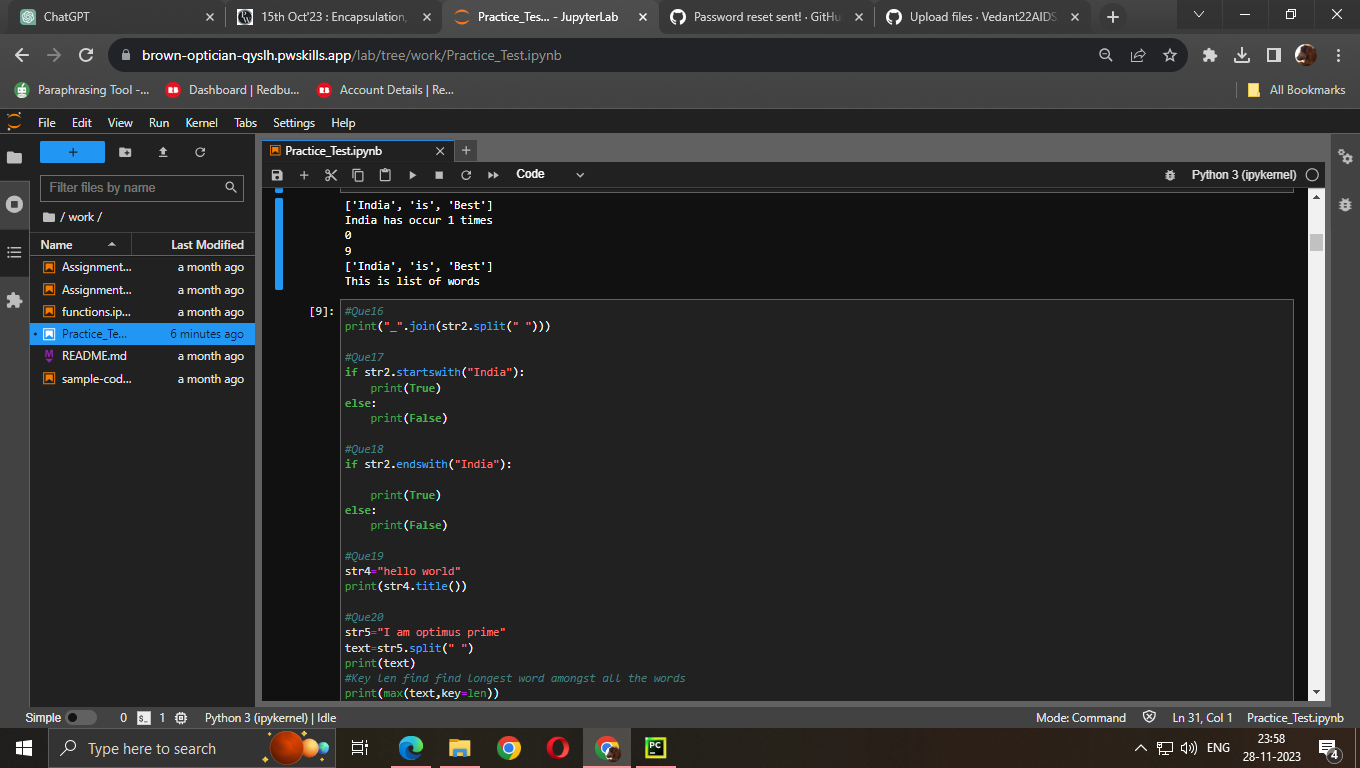 ChatGPT
15th Oct'23 : Encapsulation,
Practice_Tes... - JupyterLab
Password reset sent! · GitHu
Upload files · Vedant22AIDS
brown-optician-qyslh.pwskills.app/lab/tree/work/Practice_Test.ipynb
Paraphrasing Tool -...
Dashboard | Redbu...
Account Details | Re...
All Bookmarks
File Edit View Run Kernel Tabs Settings Help
Filter files by name
/ work /
Name Last Modified
Assignment... a month ago
Assignment... a month ago
functions.ip... a month ago
Practice_Te... 6 minutes ago
README.md a month ago
sample-cod... a month ago
Practice_Test.ipynb
Code
Python 3 (ipykernel)
['India', 'is', 'Best']
India has occur 1 times
0
9
['India', 'is', 'Best']
This is list of words
[9]:
#Que16
print("_".join(str2.split(" ")))
#Que17
if str2.startswith("India"):
    print(True)
else:
    print(False)
#Que18
if str2.endswith("India"):
    print(True)
else:
    print(False)
#Que19
str4="hello world"
print(str4.title())
#Que20
str5="I am optimus prime"
text=str5.split(" ")
print(text)
#Key len find find longest word amongst all the words
print(max(text,key=len))
Simple 0 $_ 1 Python 3 (ipykernel) | Idle
Mode: Command Ln 31, Col 1 Practice_Test.ipynb
Type here to search
PC
ENG
23:58
28-11-2023
4